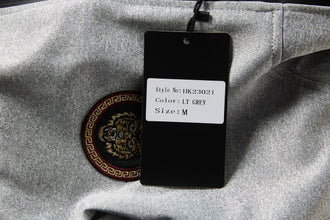 Style No: HK23021
Color: LT GREY
Size: M